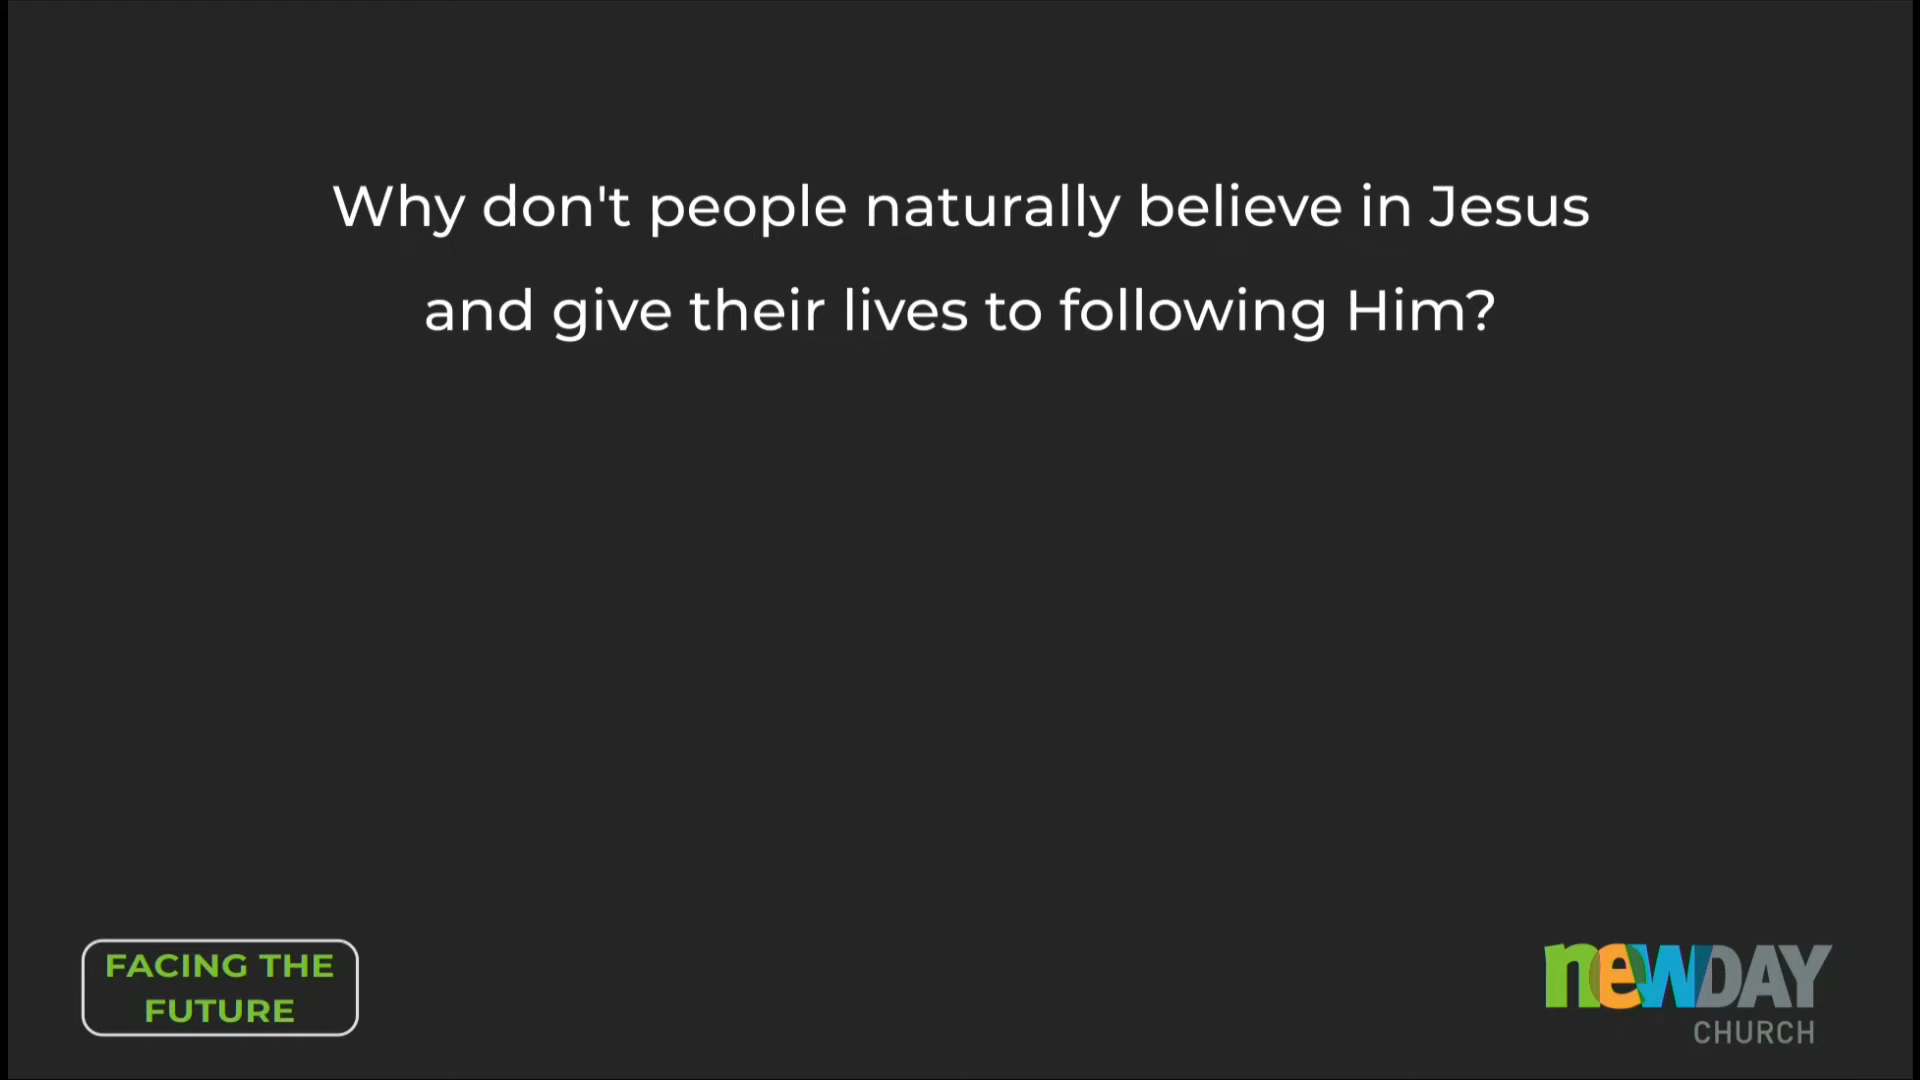 Why don't people naturally believe in Jesus
and give their lives to following Him?
FACING THE
FUTURE
newDAY
CHURCH